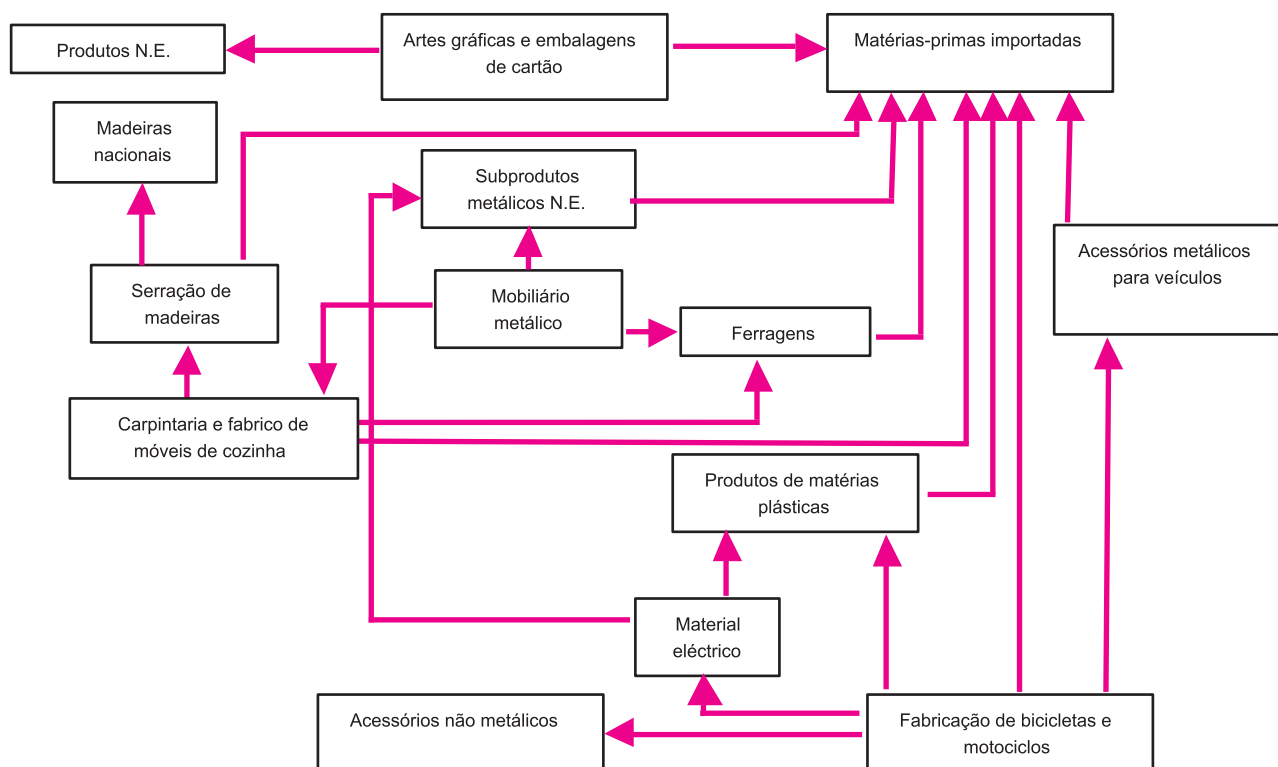 Produtos N.E.
Artes gráficas e embalagens
de cartão
Matérias-primas importadas
Madeiras
nacionais
Subprodutos
metálicos N.E.
Acessórios metálicos
para veículos
Serração de
madeiras
Mobiliário
metálico
Ferragens
Carpintaria e fabrico de
móveis de cozinha
Produtos de matérias
plásticas
Material
eléctrico
Acessórios não metálicos
Fabricação de bicicletas e
motociclos